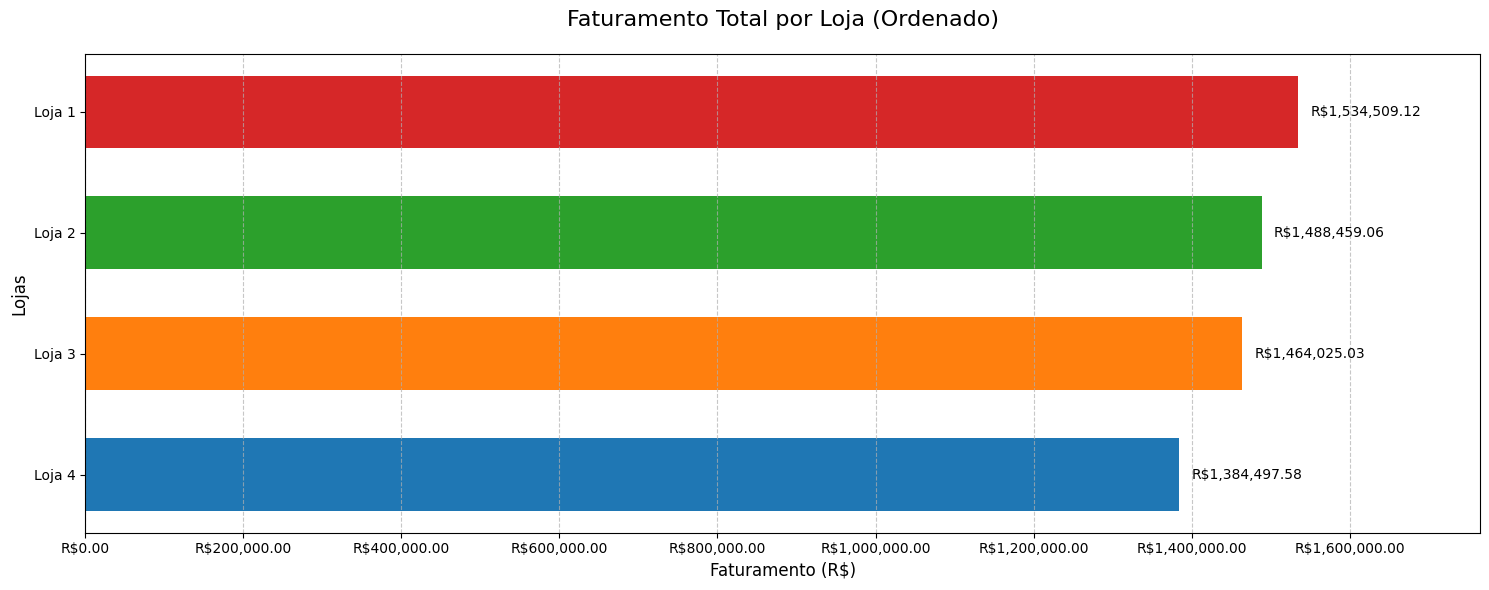 Faturamento Total por Loja (Ordenado)
Lojas
Loja 1
R$1,534,509.12
Loja 2
R$1,488,459.06
Loja 3
R$1,464,025.03
Loja 4
R$1,384,497.58
R$0.00 R$200,000.00 R$400,000.00 R$600,000.00 R$800,000.00 R$1,000,000.00 R$1,200,000.00 R$1,400,000.00 R$1,600,000.00
Faturamento (R$)